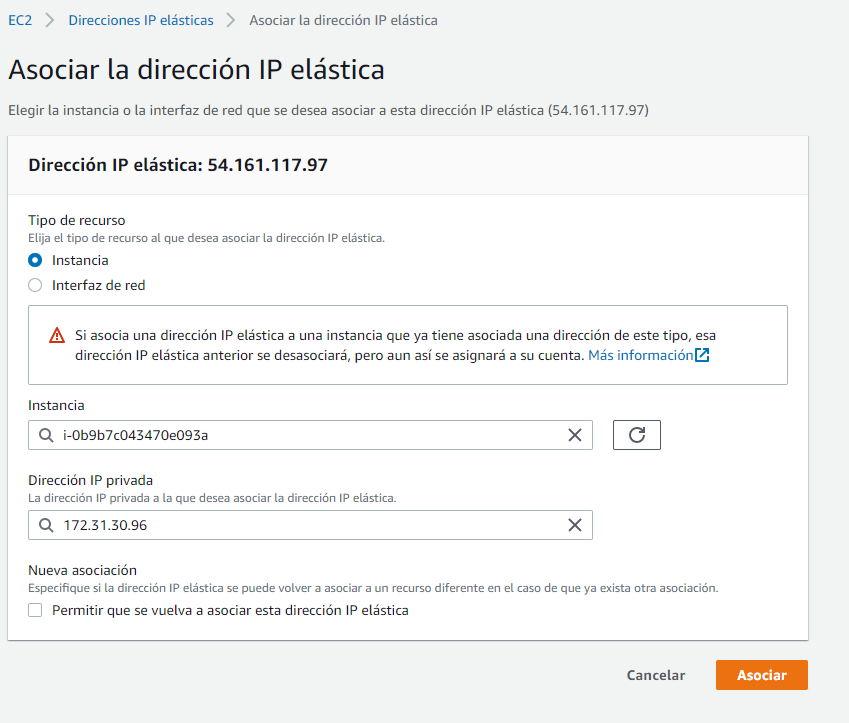 EC2 > Direcciones IP elásticas > Asociar la dirección IP elástica
Asociar la dirección IP elástica
Elegir la instancia o la interfaz de red que se desea asociar a esta dirección IP elástica (54.161.117.97)
Dirección IP elástica: 54.161.117.97
Tipo de recurso
Elija el tipo de recurso al que desea asociar la dirección IP elástica.
Instancia
Interfaz de red
Si asocia una dirección IP elástica a una instancia que ya tiene asociada una dirección de este tipo, esa
dirección IP elástica anterior se desasociará, pero aun así se asignará a su cuenta. Más información
Instancia
i-0b9b7c043470e093a
Dirección IP privada
La dirección IP privada a la que desea asociar la dirección IP elástica.
172.31.30.96
Nueva asociación
Especifique si la dirección IP elástica se puede volver a asociar a un recurso diferente en el caso de que ya exista otra asociación.
Permitir que se vuelva a asociar esta dirección IP elástica
Cancelar Asociar